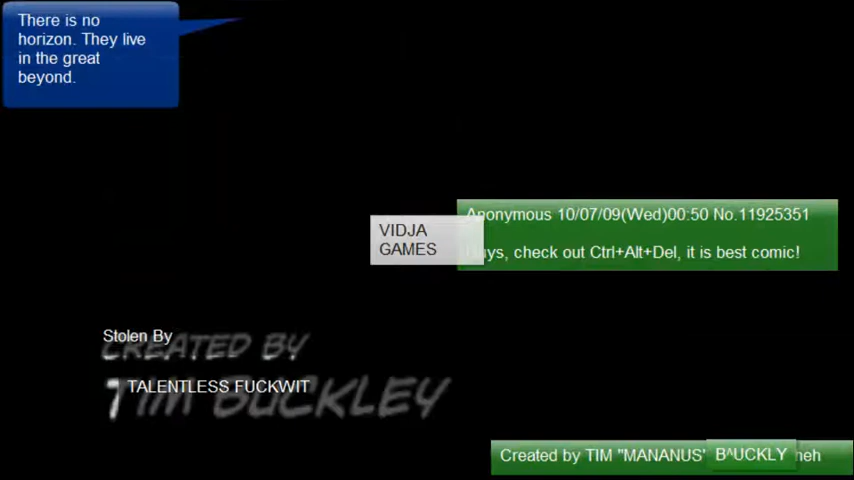 There is no
horizon. They live
in the great
beyond.
Anonymous 10/07/09(Wed)00:50 No.11925351
VIDJA
GAMES
check out Ctrl+Alt+Del, it is best comic!
Stolen By
CREATED BY
TALENTLESS FUCKWIT
TIM BUCKLEY
Created by TIM "MANANUS" B^UCKLY heh